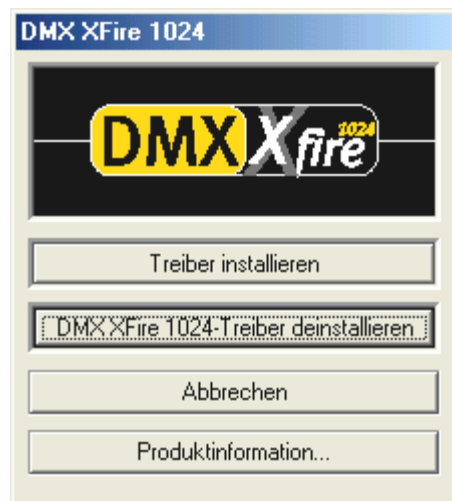 DMX XFire 1024
DMX Xfire 1024
Treiber installieren
DMX XFire 1024-Treiber deinstallieren
Abbrechen
Produktinformation...